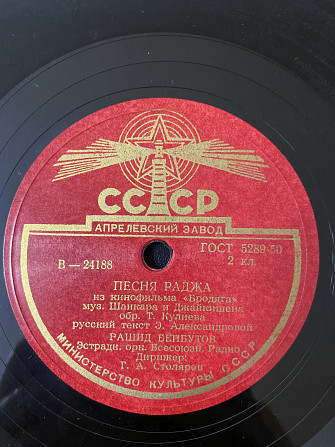 СССР
АПРЕЛЕВСКИЙ ЗАВОД
В — 24188
ГОСТ 5289-50
2 кл.
ПЕСНЯ РАДЖА
из кинофильма «Бродяга»
муз. Шанкара и Джайкишена
обр. Т. Кулиева
русский текст Э. Александровой
РАШИД БЕЙБУТОВ
Эстрадн. орк. Всесоюзн. Радио
Дирижер:
Г. А. Столяров
МИНИСТЕРСТВО КУЛЬТУРЫ СССР